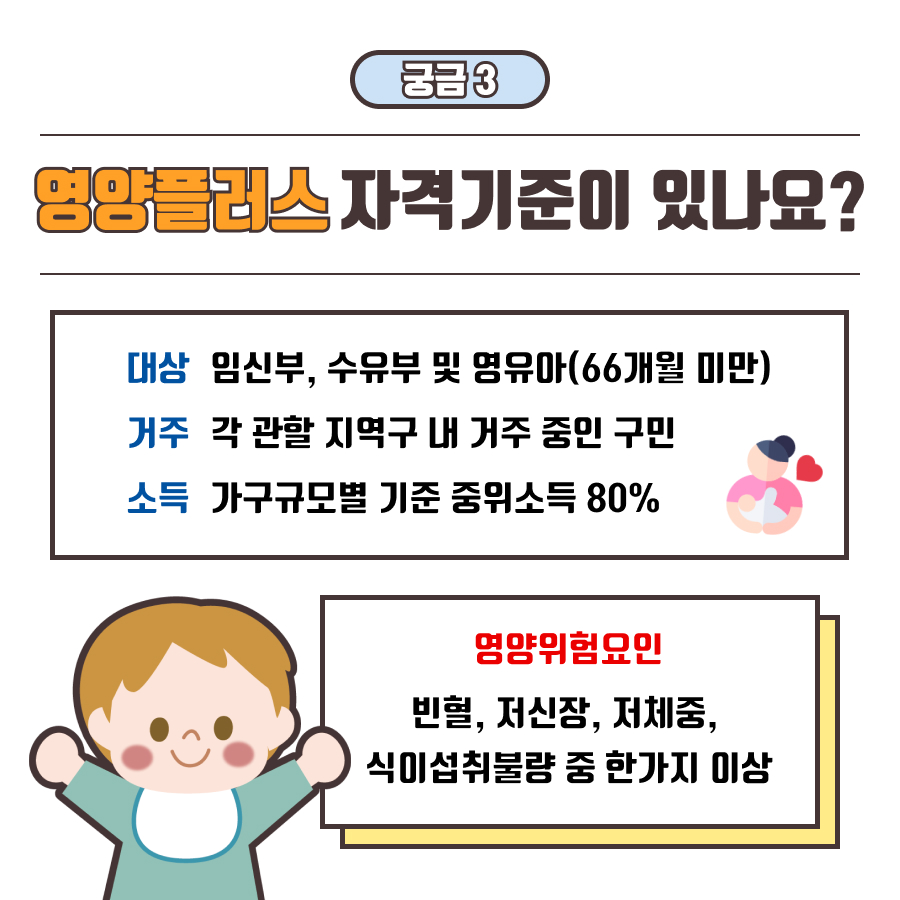 궁금 3
영양플러스 자격기준이 있나요?
대상 임신부, 수유부 및 영유아(66개월 미만)
거주 각 관할 지역구 내 거주 중인 구민
소득 가구규모별 기준 중위소득 80%
영양위험요인
빈혈, 저신장, 저체중,
식이섭취불량 중 한가지 이상